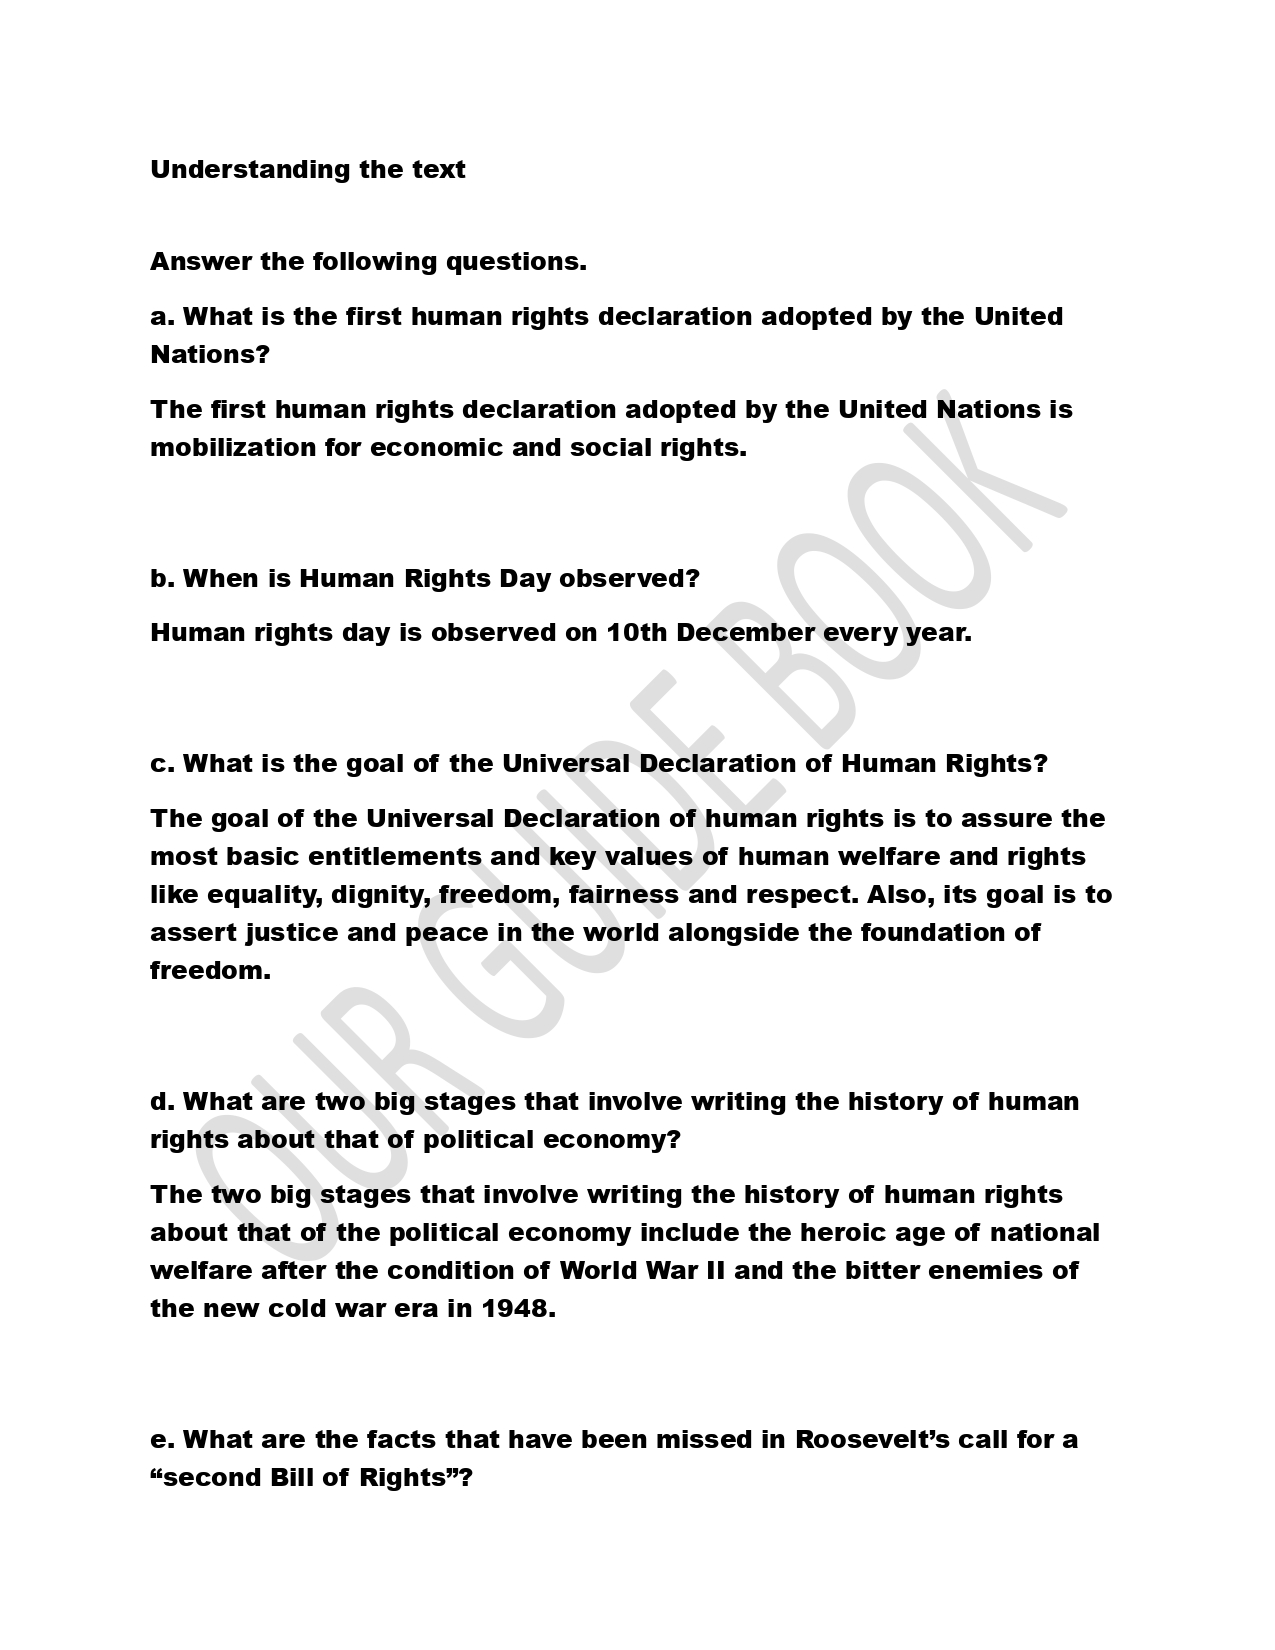 Understanding the text
Answer the following questions.
a. What is the first human rights declaration adopted by the United
Nations?
The first human rights declaration adopted by the United Nations is
mobilization for economic and social rights.
b. When is Human Rights Day observed?
Human rights day is observed on 10th December every year.
c. What is the goal of the Universal Declaration of Human Rights?
The goal of the Universal Declaration of human rights is to assure the
most basic entitlements and key values of human welfare and rights
like equality, dignity, freedom, fairness and respect. Also, its goal is to
assert justice and peace in the world alongside the foundation of
freedom.
d. What are two big stages that involve writing the history of human
rights about that of political economy?
The two big stages that involve writing the history of human rights
about that of the political economy include the heroic age of national
welfare after the condition of World War II and the bitter enemies of
the new cold war era in 1948.
e. What are the facts that have been missed in Roosevelt’s call for a
“second Bill of Rights”?
OUR GUIDE BOOK